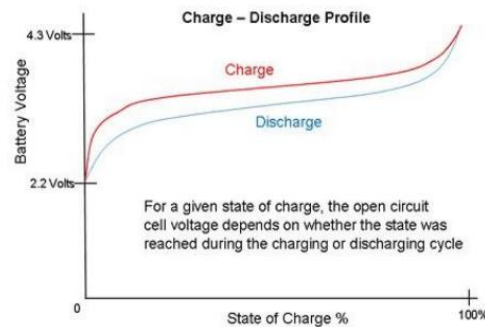 Charge – Discharge Profile
4.3 Volts
Charge
Discharge
Battery Voltage
2.2 Volts
For a given state of charge, the open circuit
cell voltage depends on whether the state was
reached during the charging or discharging cycle
0
State of Charge %
100%